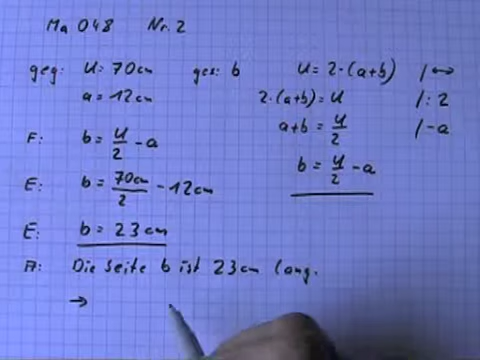 Ma 048 Nr. 2
geg: U = 70cm ges: b
a = 12cm
F: b = U/2 - a
E: b = 70cm/2 - 12cm
E: b = 23cm
A: Die Seite b ist 23cm lang.
→
U = 2·(a+b) | ↔
2·(a+b) = U | : 2
a+b = U/2 | -a
b = U/2 - a